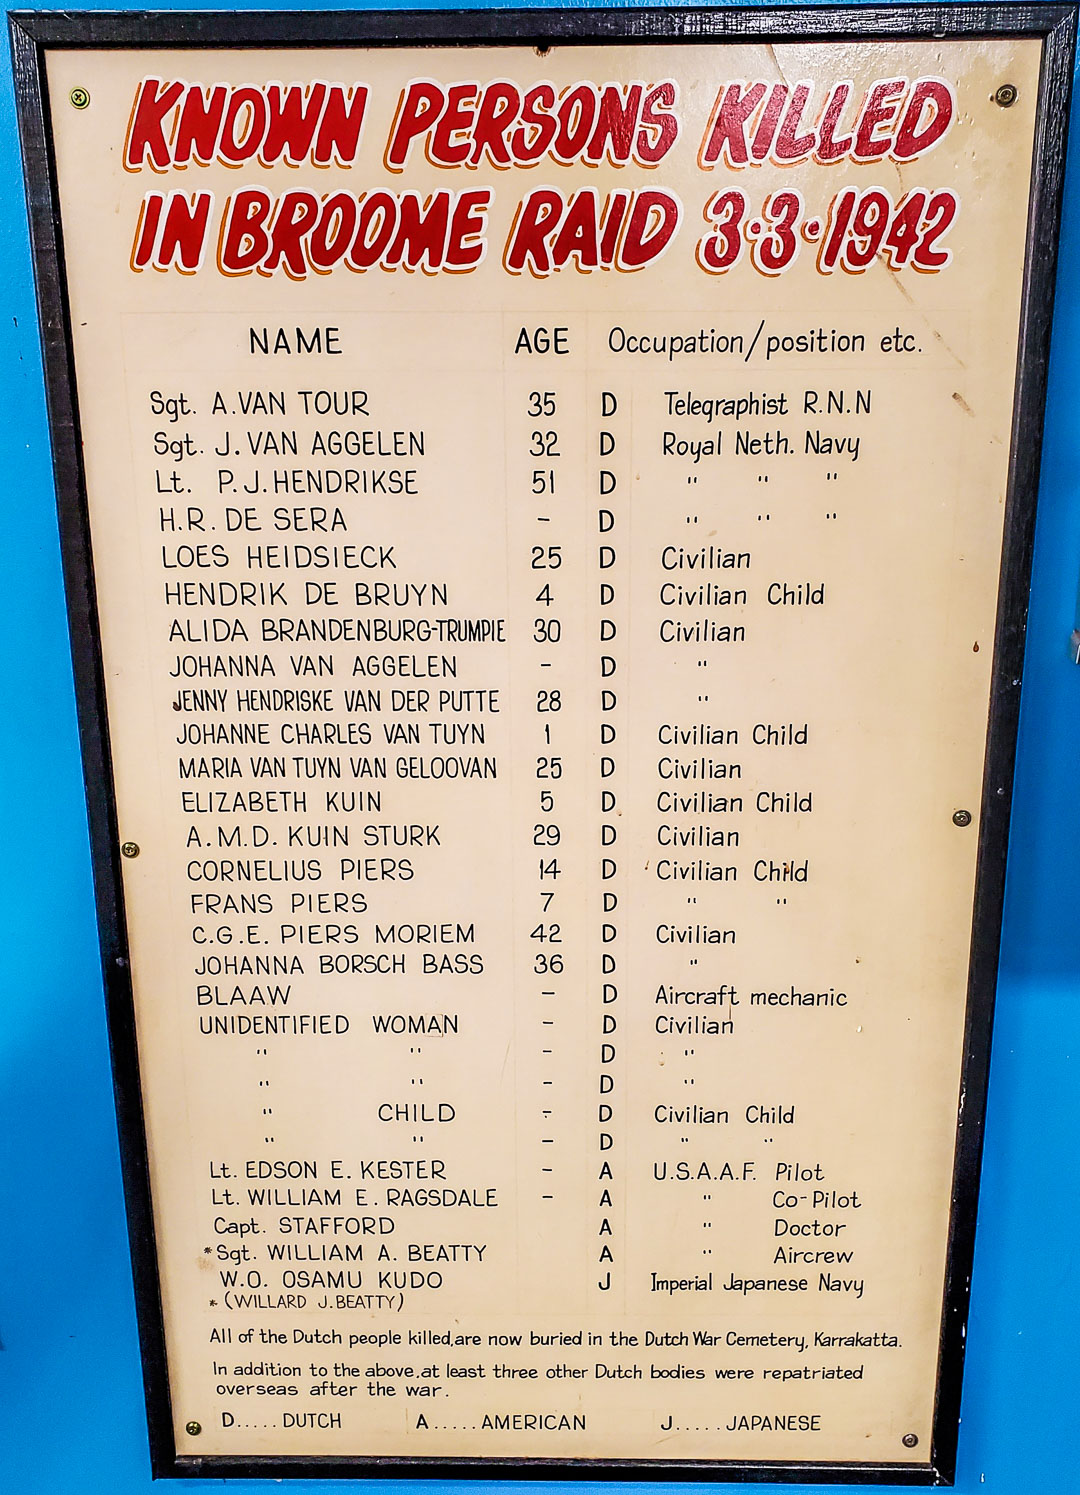 KNOWN PERSONS KILLED
IN BROOME RAID 3·3·1942
NAME AGE Occupation/position etc.
Sgt. A.VAN TOUR 35 D Telegraphist R.N.N
Sgt. J. VAN AGGELEN 32 D Royal Neth. Navy
Lt. P.J. HENDRIKSE 51 D " " "
H.R. DE SERA - D " " "
LOES HEIDSIECK 25 D Civilian
HENDRIK DE BRUYN 4 D Civilian Child
ALIDA BRANDENBURG-TRUMPIE 30 D Civilian
JOHANNA VAN AGGELEN - D "
JENNY HENDRISKE VAN DER PUTTE 28 D "
JOHANNE CHARLES VAN TUYN 1 D Civilian Child
MARIA VAN TUYN VAN GELOOVAN 25 D Civilian
ELIZABETH KUIN 5 D Civilian Child
A.M.D. KUIN STURK 29 D Civilian
CORNELIUS PIERS 14 D Civilian Child
FRANS PIERS 7 D " "
C.G.E. PIERS MORIEM 42 D Civilian
JOHANNA BORSCH BASS 36 D "
BLAAW - D Aircraft mechanic
UNIDENTIFIED WOMAN - D Civilian
" " - D "
" " - D "
" CHILD - D Civilian Child
" " - D " "
Lt. EDSON E. KESTER - A U.S.A.A.F. Pilot
Lt. WILLIAM E. RAGSDALE - A " Co-Pilot
Capt. STAFFORD A " Doctor
*Sgt. WILLIAM A. BEATTY A " Aircrew
W.O. OSAMU KUDO J Imperial Japanese Navy
* (WILLARD J. BEATTY)
All of the Dutch people killed,are now buried in the Dutch War Cemetery, Karrakatta.
In addition to the above,at least three other Dutch bodies were repatriated
overseas after the war.
D.....DUTCH A.....AMERICAN J.....JAPANESE